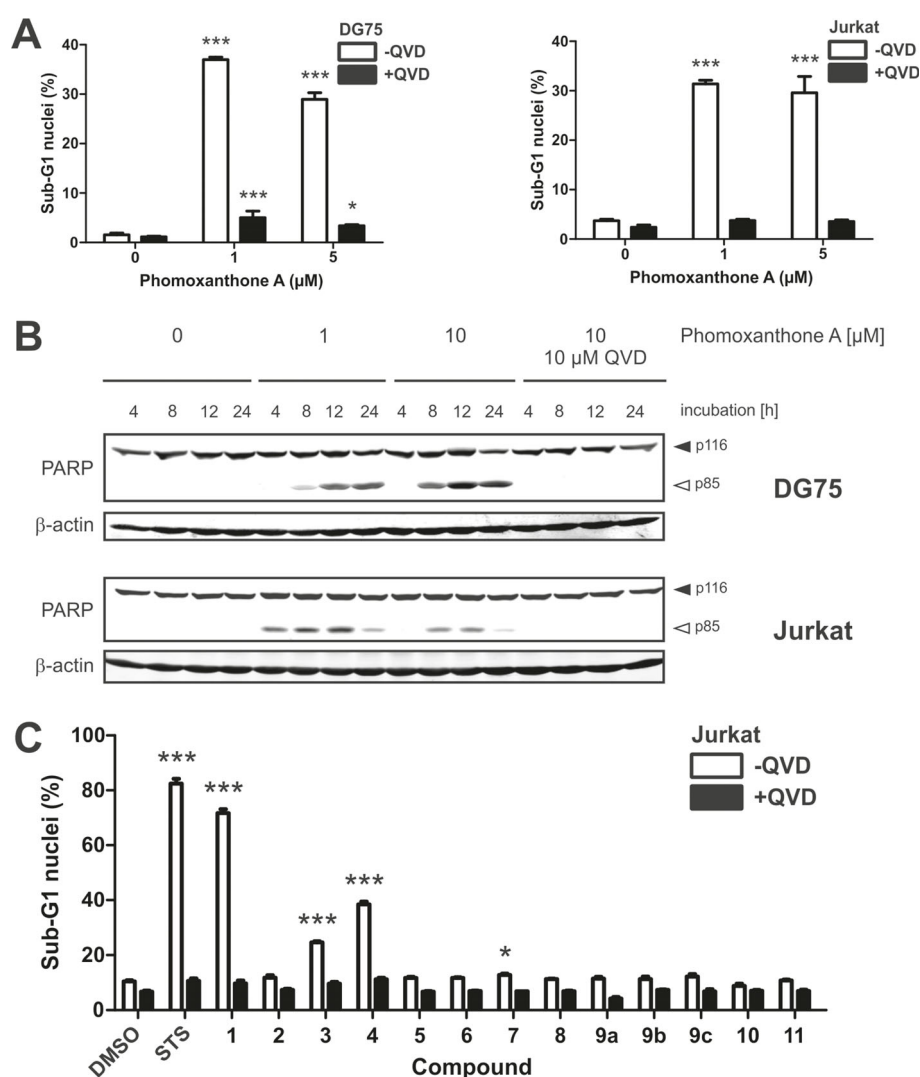 A
DG75
-QVD
+QVD
Sub-G1 nuclei (%)
40
30
20
10
0
***
***
***
*
0 1 5
Phomoxanthone A (µM)
Jurkat
-QVD
+QVD
Sub-G1 nuclei (%)
40
30
20
10
0
***
***
0 1 5
Phomoxanthone A (µM)
B
0 1 10 10 Phomoxanthone A [µM]
10 µM QVD
4 8 12 24 4 8 12 24 4 8 12 24 4 8 12 24 incubation [h]
PARP
p116
p85
DG75
β-actin
PARP
p116
p85
Jurkat
β-actin
C
Jurkat
-QVD
+QVD
Sub-G1 nuclei (%)
100
80
60
40
20
0
***
***
***
***
*
DMSO STS 1 2 3 4 5 6 7 8 9a 9b 9c 10 11
Compound